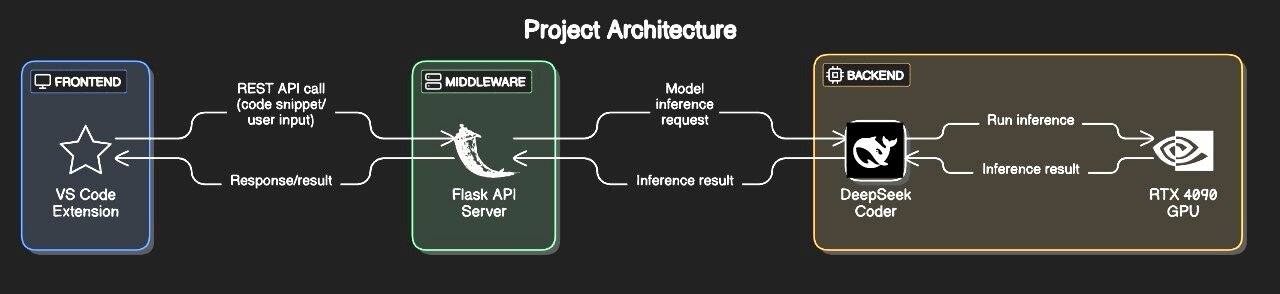 Project Architecture
FRONTEND
VS Code
Extension
REST API call
(code snippet/
user input)
Response/result
MIDDLEWARE
Flask API
Server
Model
inference
request
Inference result
BACKEND
DeepSeek
Coder
Run inference
Inference result
RTX 4090
GPU